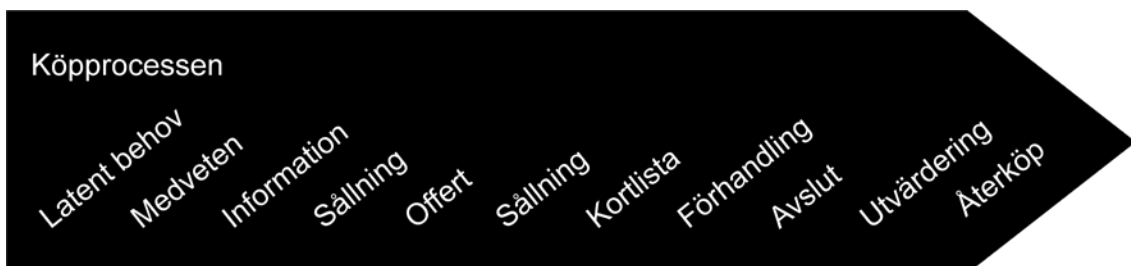 Köpprocessen
Latent behov
Medveten
Information
Sållning
Offert
Sållning
Kortlista
Förhandling
Avslut
Utvärdering
Återköp